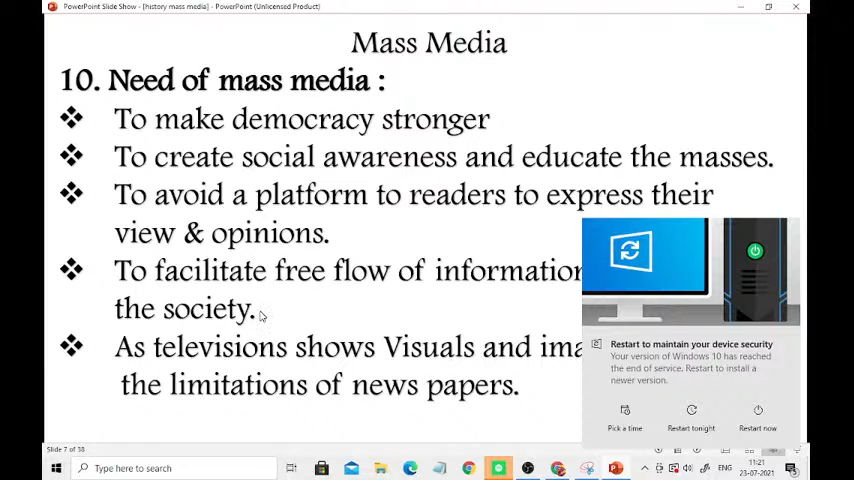 PowerPoint Slide Show - [history mass media] - PowerPoint (Unlicensed Product)
Mass Media
10. Need of mass media :
❖ To make democracy stronger
❖ To create social awareness and educate the masses.
❖ To avoid a platform to readers to express their
view & opinions.
❖ To facilitate free flow of information
the society.
❖ As televisions shows Visuals and ima
the limitations of news papers.
Restart to maintain your device security
Your version of Windows 10 has reached
the end of service. Restart to install a
newer version.
Pick a time Restart tonight Restart now
Slide 7 of 38
Type here to search
ENG
11:21
23-07-2021